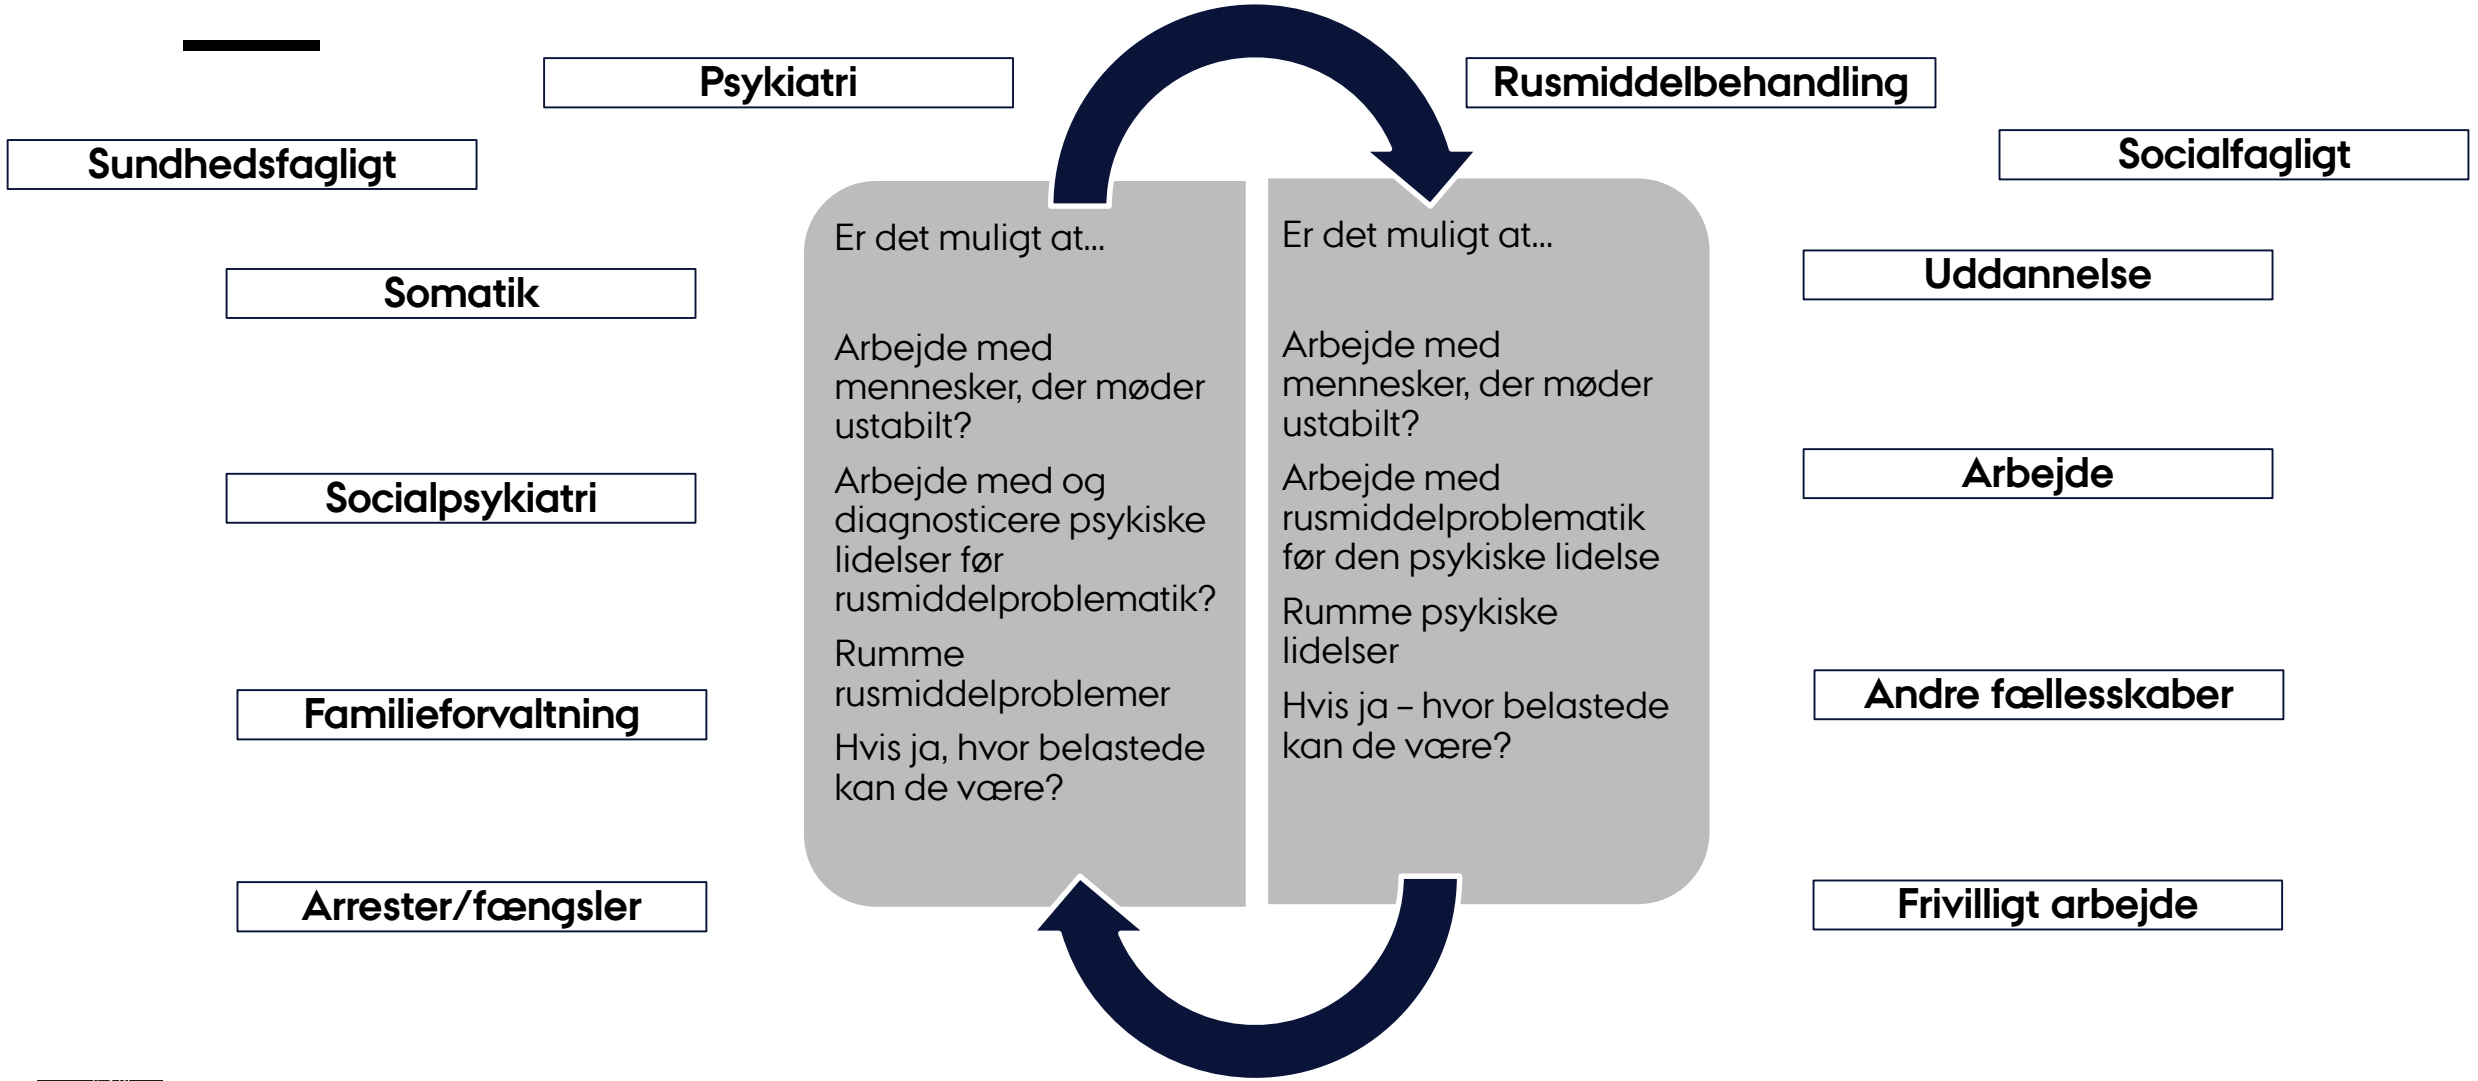 Psykiatri
Rusmiddelbehandling
Sundhedsfagligt
Socialfagligt
Somatik
Socialpsykiatri
Familieforvaltning
Arrester/fængsler
Er det muligt at...
Arbejde med
mennesker, der møder
ustabilt?
Arbejde med og
diagnosticere psykiske
lidelser før
rusmiddelproblematik?
Rumme
rusmiddelproblemer
Hvis ja, hvor belastede
kan de være?
Er det muligt at...
Arbejde med
mennesker, der møder
ustabilt?
Arbejde med
rusmiddelproblematik
før den psykiske lidelse
Rumme psykiske
lidelser
Hvis ja – hvor belastede
kan de være?
Uddannelse
Arbejde
Andre fællesskaber
Frivilligt arbejde